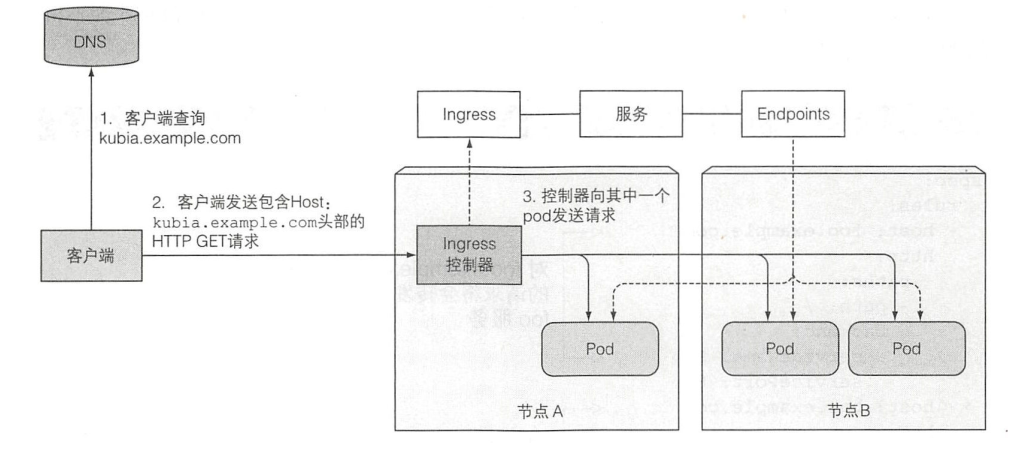 DNS
1. 客户端查询
kubia.example.com
Ingress
服务
Endpoints
2. 客户端发送包含Host：
kubia.example.com头部的
HTTP GET请求
3. 控制器向其中一个
pod发送请求
客户端
Ingress
控制器
Pod
Pod
Pod
节点A
节点B